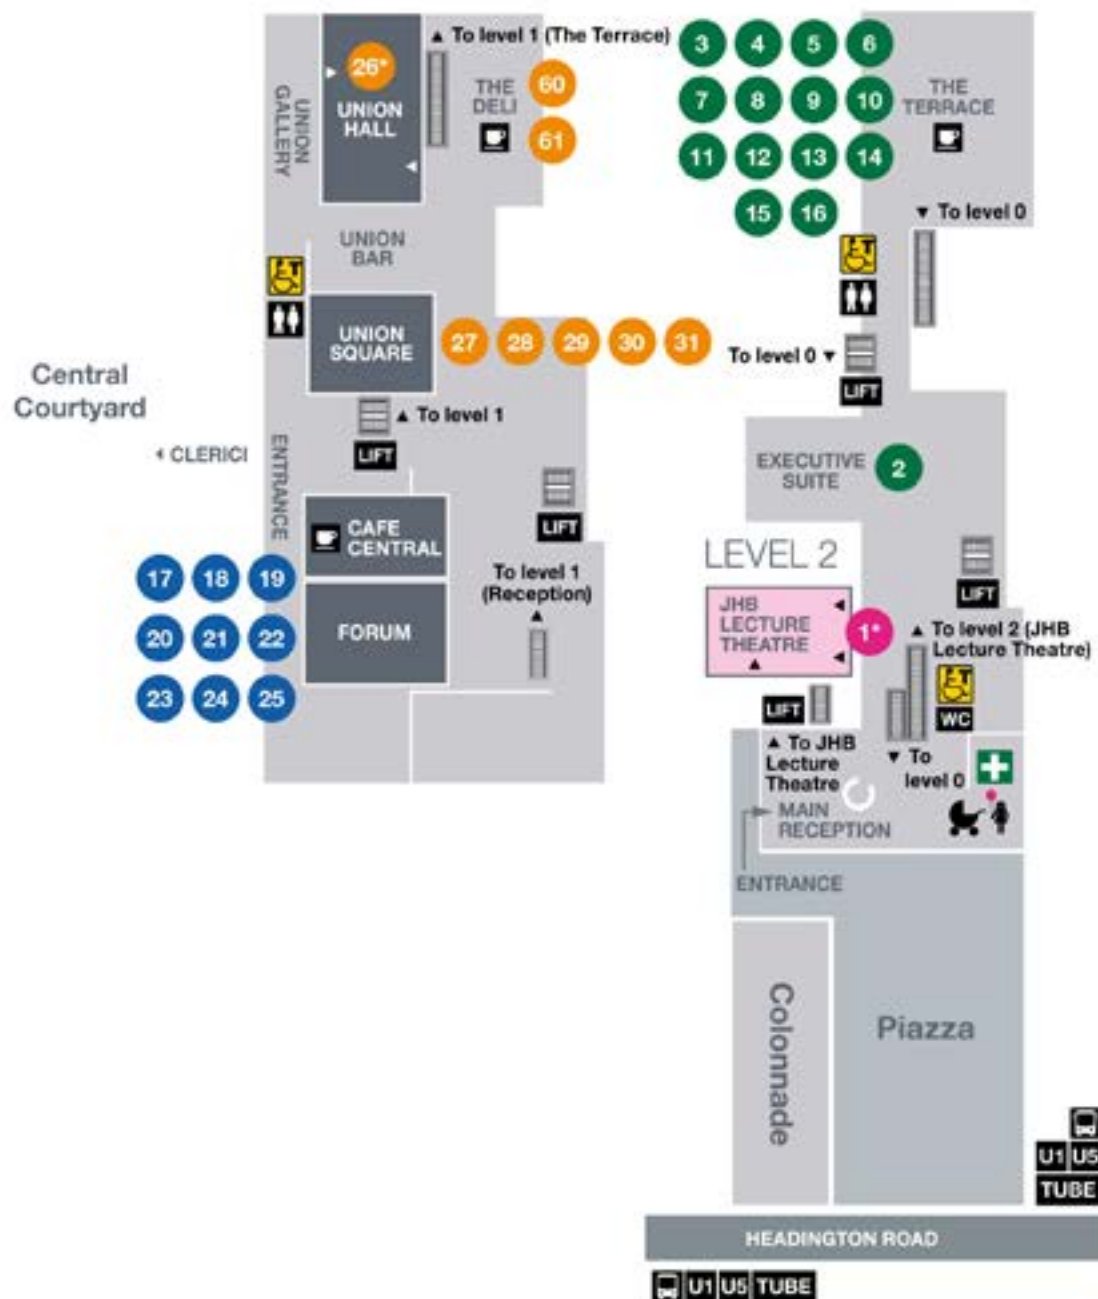 ▲ To level 1 (The Terrace)
26*
UNION
HALL
UNION
GALLERY
THE
DELI
60
61
UNION
BAR
T
UNION
SQUARE
27 28 29 30 31
Central
Courtyard
▲ To level 1
LIFT
◂ CLERICI
ENTRANCE
CAFE
CENTRAL
LIFT
17 18 19
20 21 22
23 24 25
FORUM
To level 1
(Reception)
▲
3 4 5 6
7 8 9 10
11 12 13 14
15 16
THE
TERRACE
▼ To level 0
T
To level 0 ▼
LIFT
EXECUTIVE
SUITE
2
LEVEL 2
LIFT
JHB
LECTURE
THEATRE
1*
▲ To level 2 (JHB
Lecture Theatre)
T
WC
LIFT
▲ To JHB
Lecture
Theatre
▼ To
level 0
MAIN
RECEPTION
ENTRANCE
Colonnade
Piazza
U1 U5
TUBE
HEADINGTON ROAD
U1 U5 TUBE